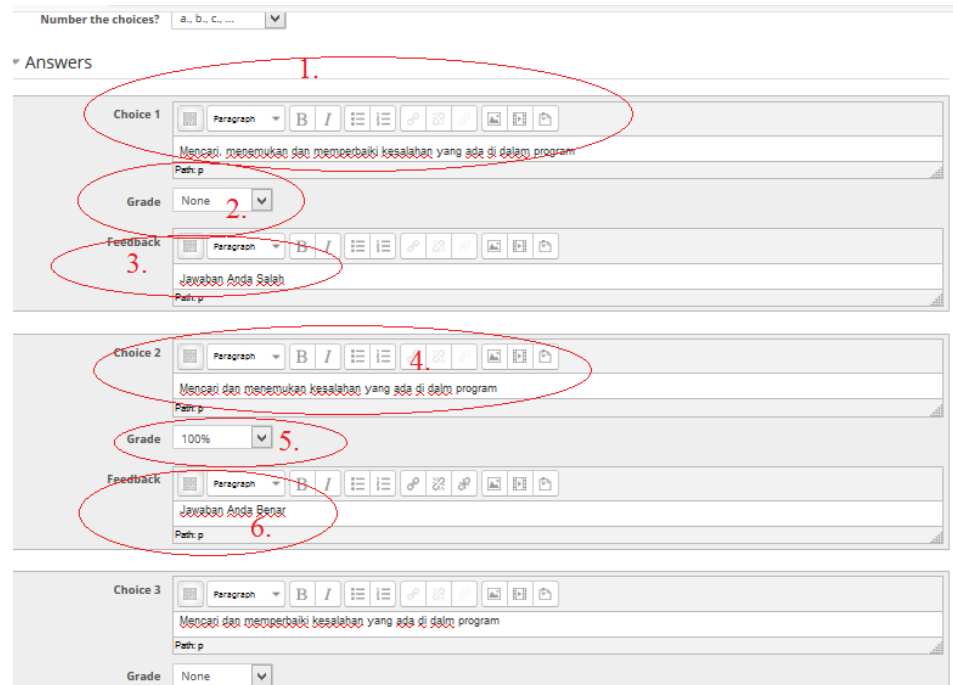 Number the choices? a., b., c., ...
Answers
1.
Choice 1 Paragraph B I
Mencari, menemukan dan memperbaiki kesalahan yang ada di dalam program
Path: p
Grade None 2.
Feedback Paragraph B I
3.
Jawaban Anda Salah
Path: p
Choice 2 Paragraph B I 4.
Mencari dan menemukan kesalahan yang ada di dalm program
Path: p
Grade 100% 5.
Feedback Paragraph B I
Jawaban Anda Benar
6.
Path: p
Choice 3 Paragraph B I
Mencari dan memperbaiki kesalahan yang ada di dalm program
Path: p
Grade None